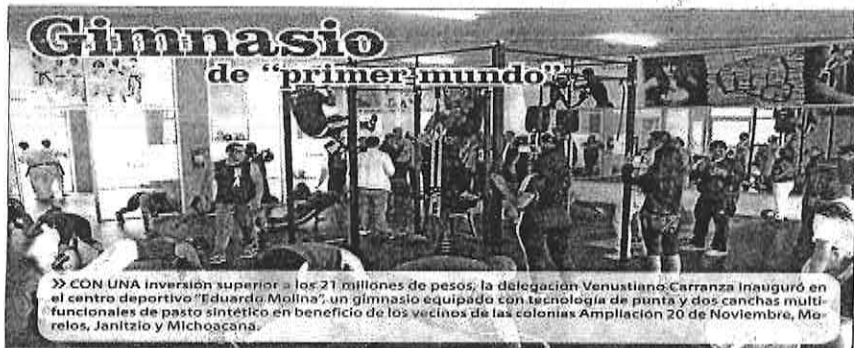 Gimnasio
de “primer mundo”
>> CON UNA inversión superior a los 21 millones de pesos, la delegación Venustiano Carranza inauguró en
el centro deportivo "Eduardo Molina", un gimnasio equipado con tecnología de punta y dos canchas multi-
funcionales de pasto sintético en beneficio de los vecinos de las colonias Ampliación 20 de Noviembre, Mo-
relos, Janitzio y Michoacana.